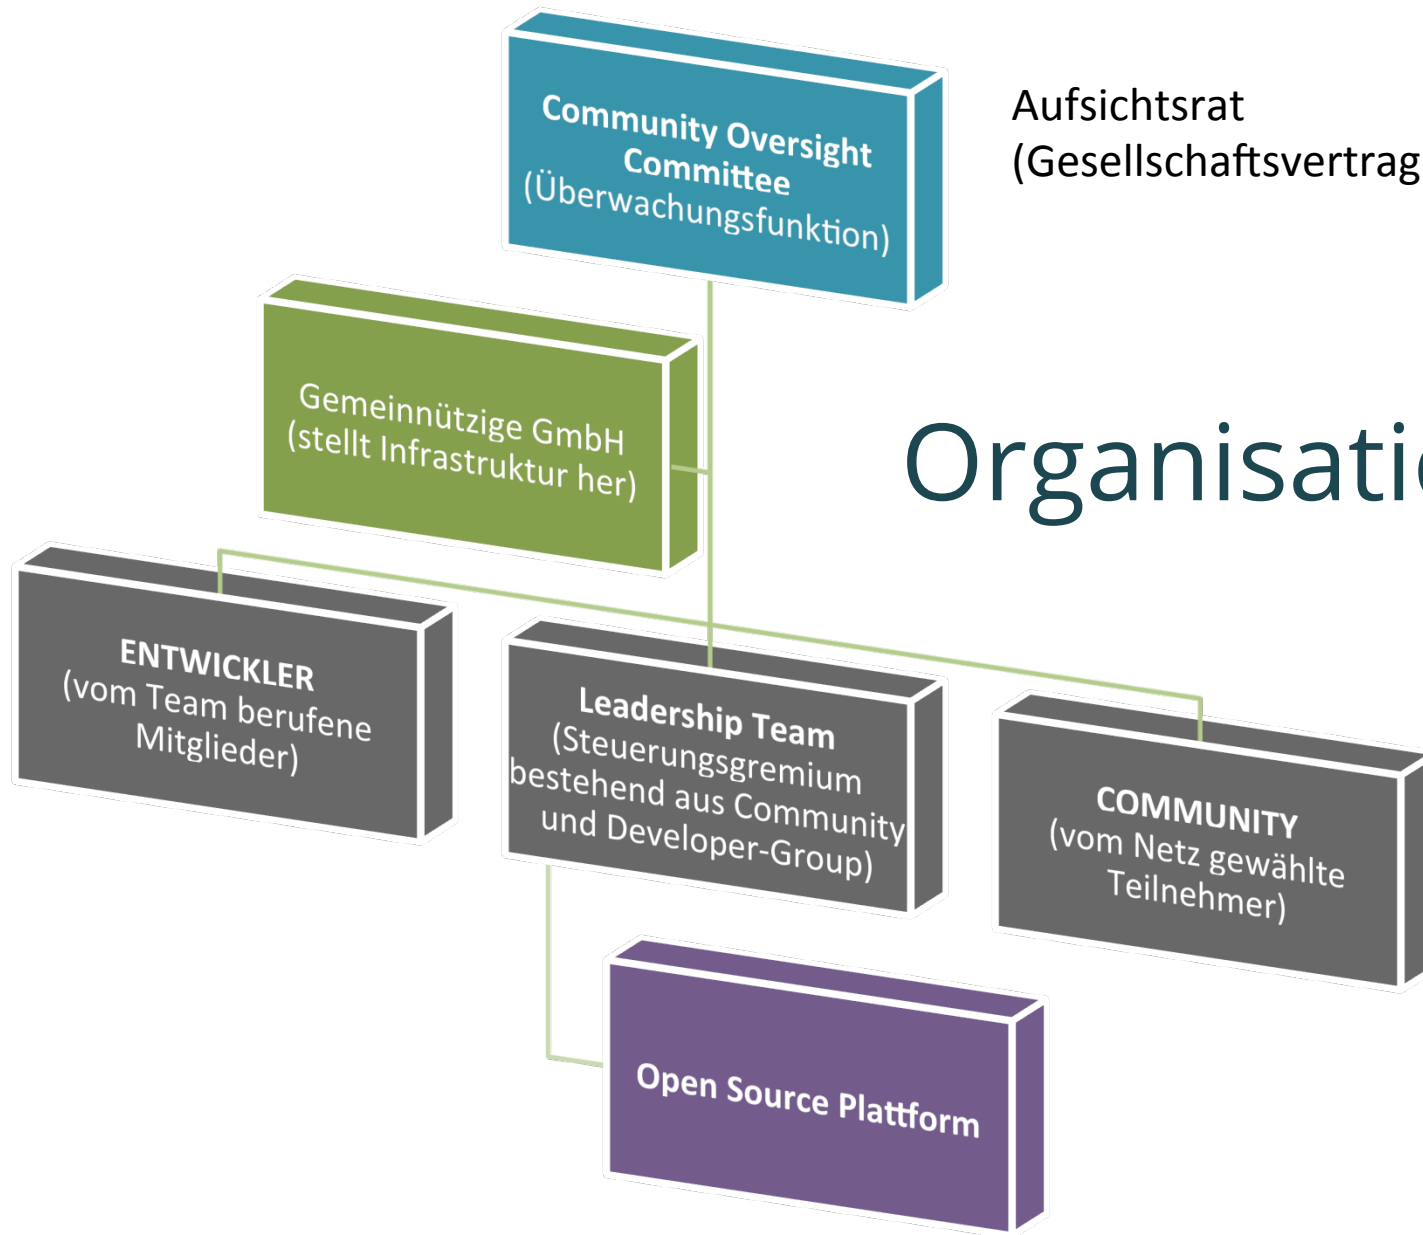 Community Oversight
Committee
(Überwachungsfunktion)
Aufsichtsrat
(Gesellschaftsvertrag
Gemeinnützige GmbH
(stellt Infrastruktur her)
ENTWICKLER
(vom Team berufene
Mitglieder)
Leadership Team
(Steuerungsgremium
bestehend aus Community
und Developer-Group)
COMMUNITY
(vom Netz gewählte
Teilnehmer)
Open Source Plattform